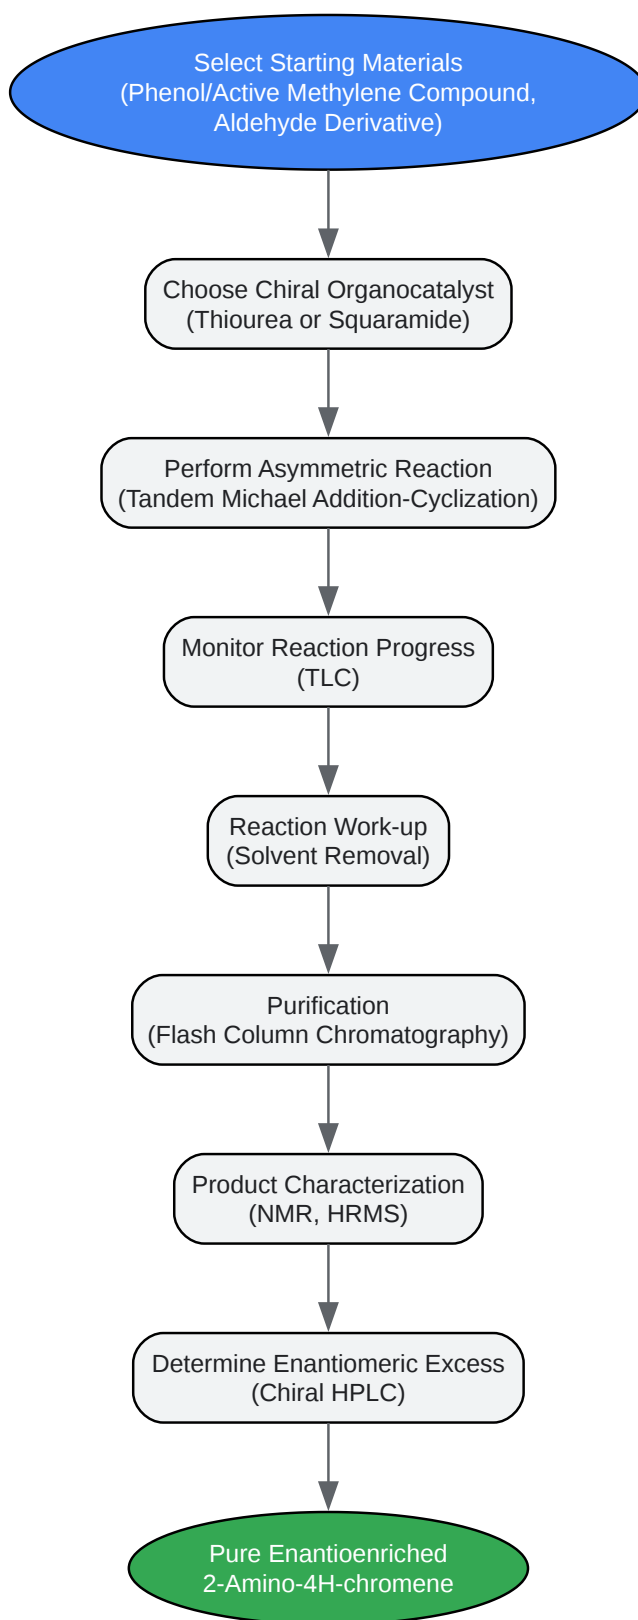 Select Starting Materials
(Phenol/Active Methylene Compound,
Aldehyde Derivative)
Choose Chiral Organocatalyst
(Thiourea or Squaramide)
Perform Asymmetric Reaction
(Tandem Michael Addition-Cyclization)
Monitor Reaction Progress
(TLC)
Reaction Work-up
(Solvent Removal)
Purification
(Flash Column Chromatography)
Product Characterization
(NMR, HRMS)
Determine Enantiomeric Excess
(Chiral HPLC)
Pure Enantioenriched
2-Amino-4H-chromene